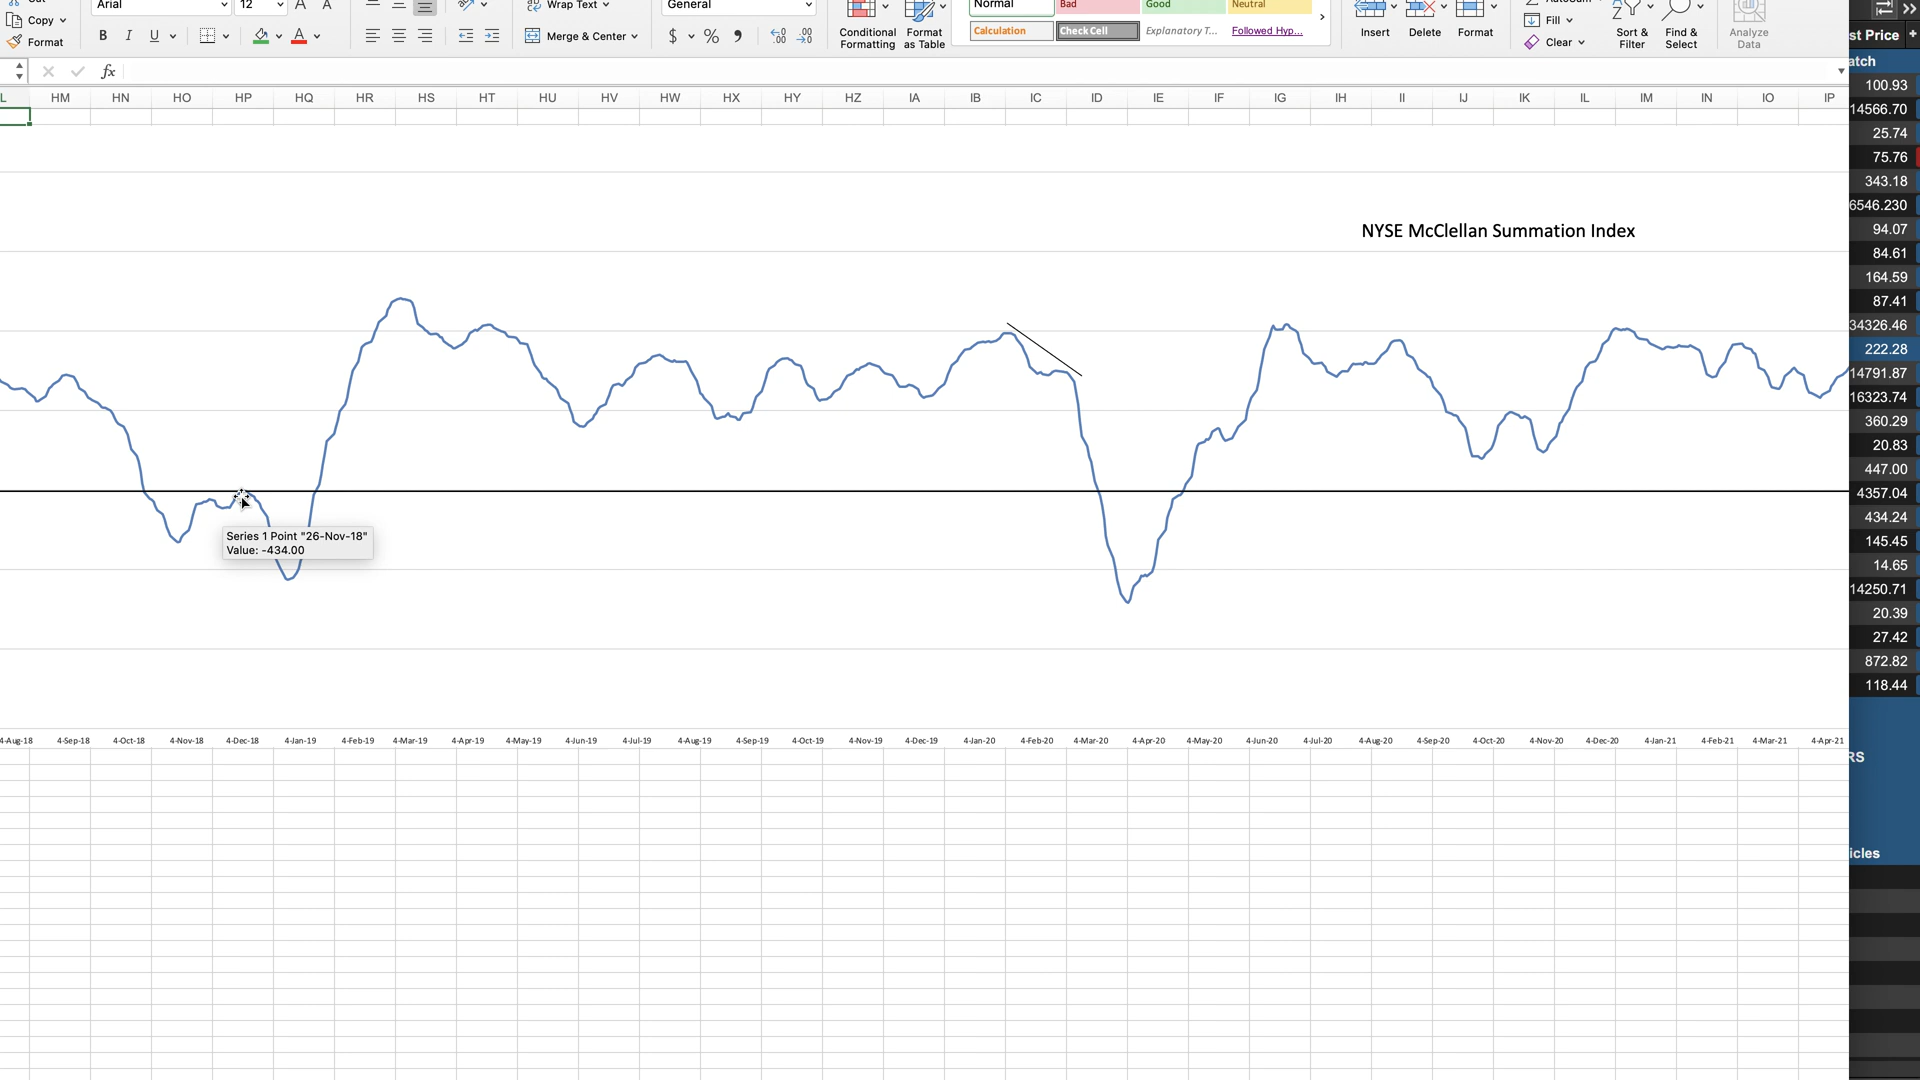 Cut
Arial
12
A
A
Wrap Text
General
Normal
Bad
Good
Neutral
AutoSum
Copy
Format
B I U
A
Merge & Center
$ %
Conditional Formatting
Format as Table
Calculation
Check Cell
Explanatory T...
Followed Hyp...
Insert
Delete
Format
Fill
Clear
Sort & Filter
Find & Select
Analyze Data
fx
L HM HN HO HP HQ HR HS HT HU HV HW HX HY HZ IA IB IC ID IE IF IG IH II IJ IK IL IM IN IO IP
NYSE McClellan Summation Index
Series 1 Point "26-Nov-18"
Value: -434.00
4-Aug-18 4-Sep-18 4-Oct-18 4-Nov-18 4-Dec-18 4-Jan-19 4-Feb-19 4-Mar-19 4-Apr-19 4-May-19 4-Jun-19 4-Jul-19 4-Aug-19 4-Sep-19 4-Oct-19 4-Nov-19 4-Dec-19 4-Jan-20 4-Feb-20 4-Mar-20 4-Apr-20 4-May-20 4-Jun-20 4-Jul-20 4-Aug-20 4-Sep-20 4-Oct-20 4-Nov-20 4-Dec-20 4-Jan-21 4-Feb-21 4-Mar-21 4-Apr-21
st Price +
atch
100.93
14566.70
25.74
75.76
343.18
6546.230
94.07
84.61
164.59
87.41
34326.46
222.28
14791.87
16323.74
360.29
20.83
447.00
4357.04
434.24
145.45
14.65
14250.71
20.39
27.42
872.82
118.44
RS
icles